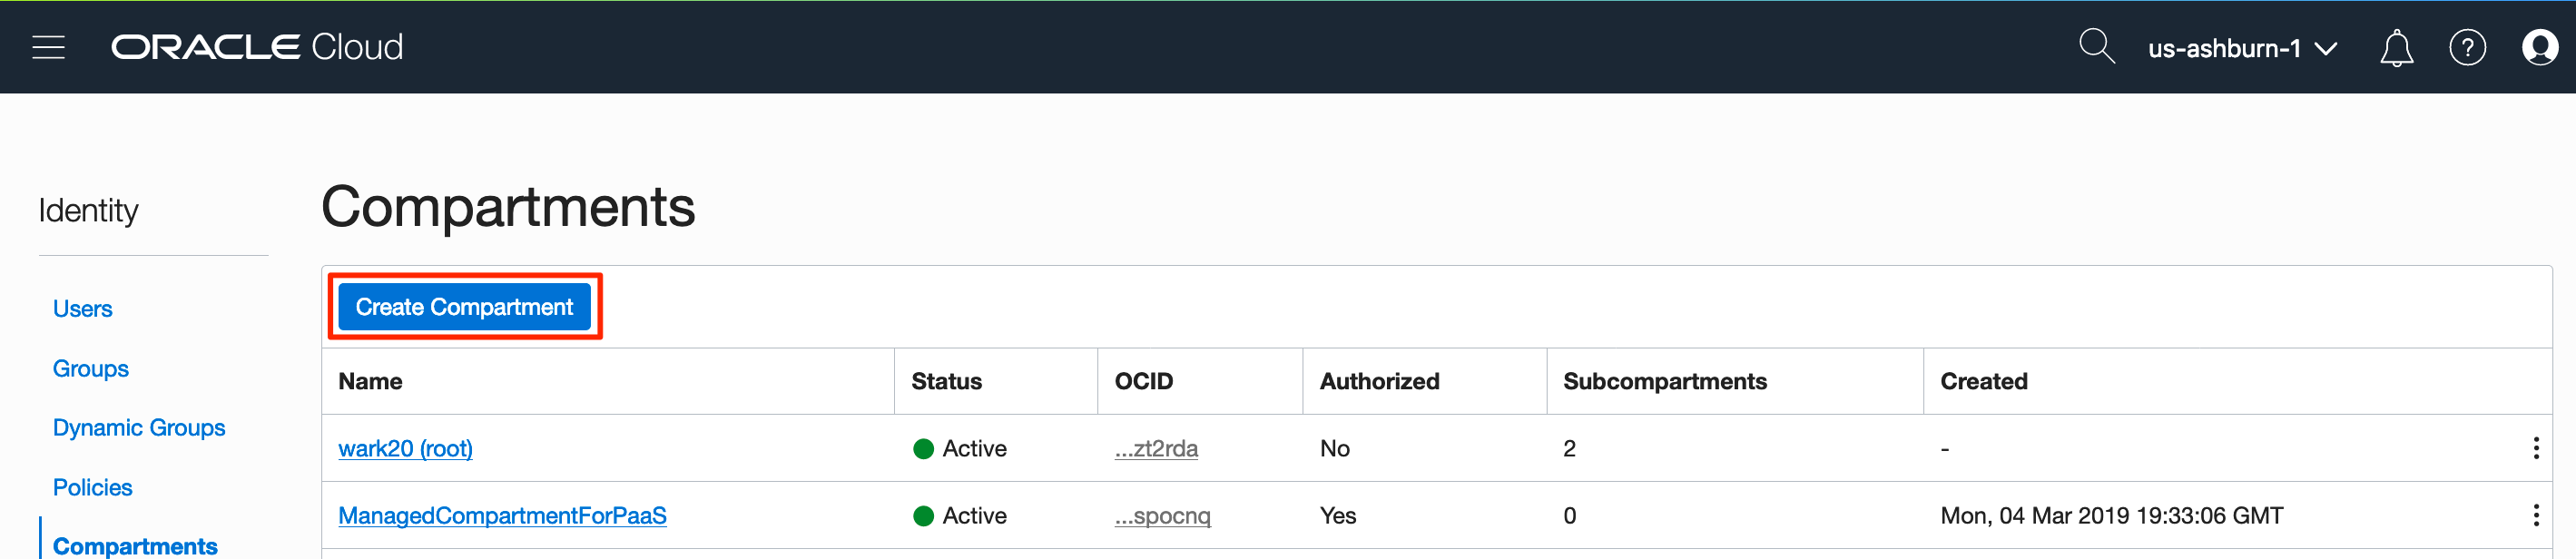 ORACLE Cloud
us-ashburn-1
?
Identity
Users
Groups
Dynamic Groups
Policies
Compartments
Compartments
Create Compartment
Name Status OCID Authorized Subcompartments Created
wark20 (root) Active ...zt2rda No 2 -
ManagedCompartmentForPaaS Active ...spocnq Yes 0 Mon, 04 Mar 2019 19:33:06 GMT